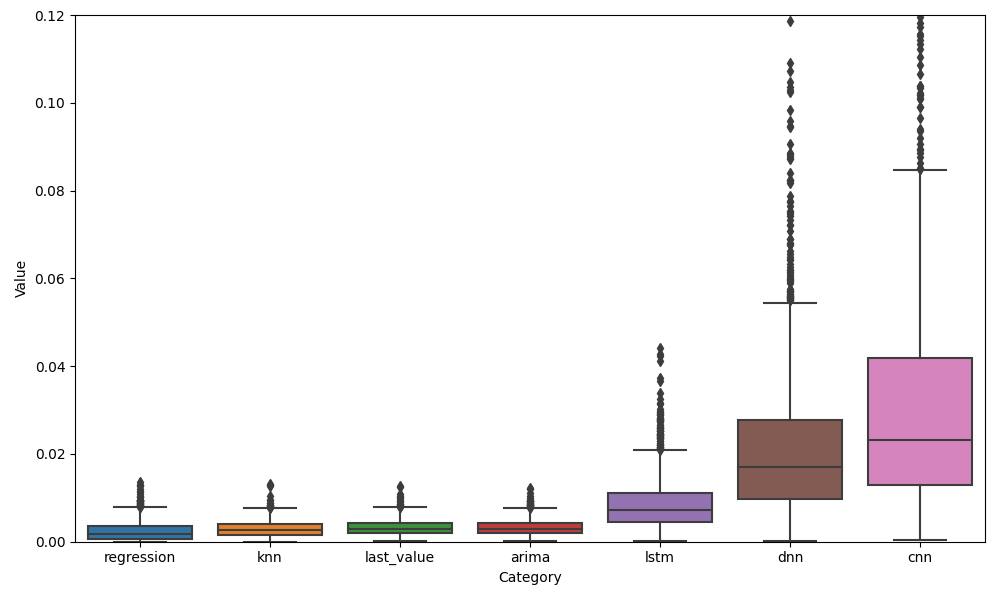 0.12
0.10
0.08
0.06
0.04
0.02
0.00
Value
regression knn last_value arima lstm dnn cnn
Category